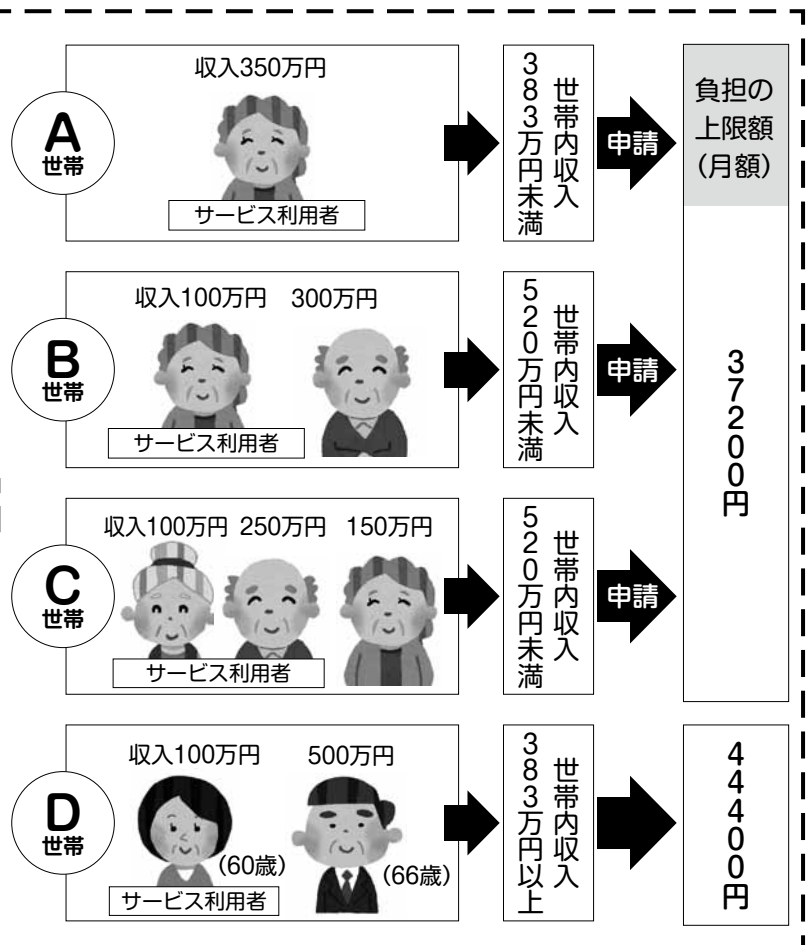 A
世帯
収入350万円
サービス利用者
世帯内収入
383万円未満
申請
負担の
上限額
(月額)
B
世帯
収入100万円 300万円
サービス利用者
世帯内収入
520万円未満
申請
37200円
C
世帯
収入100万円 250万円 150万円
サービス利用者
世帯内収入
520万円未満
申請
D
世帯
収入100万円 500万円
(60歳)
(66歳)
サービス利用者
世帯内収入
383万円以上
44400円